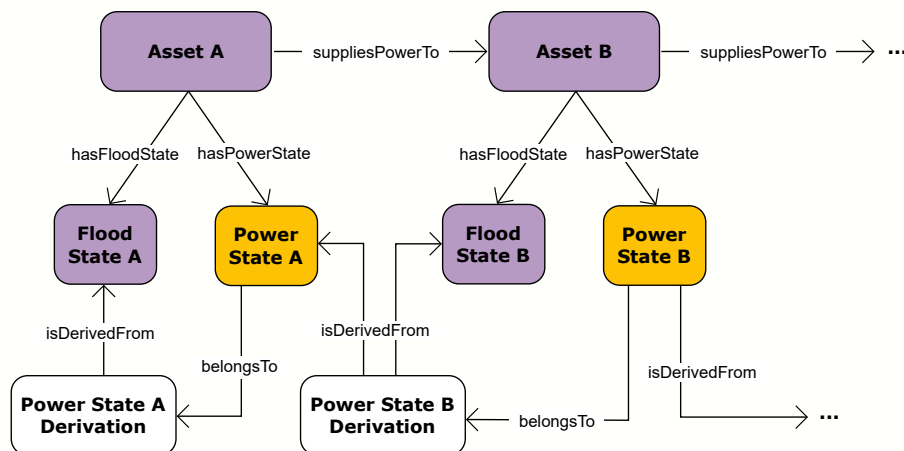 Asset A
suppliesPowerTo
Asset B
suppliesPowerTo
...
hasFloodState
hasPowerState
hasFloodState
hasPowerState
Flood
State A
Power
State A
Flood
State B
Power
State B
isDerivedFrom
isDerivedFrom
belongsTo
isDerivedFrom
Power State A
Derivation
Power State B
Derivation
belongsTo
...